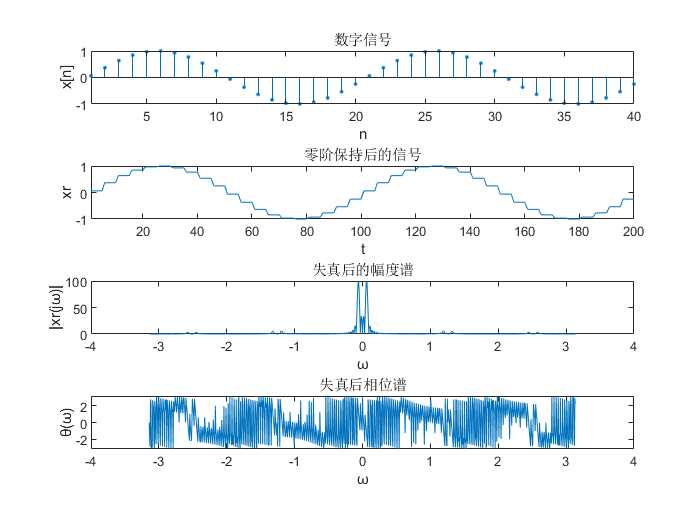 数字信号
1
0
-1
x[n]
5 10 15 20 25 30 35 40
n
零阶保持后的信号
1
0
-1
xr
20 40 60 80 100 120 140 160 180 200
t
失真后的幅度谱
100
50
0
|xr(jω)|
-4 -3 -2 -1 0 1 2 3 4
ω
失真后相位谱
2
0
-2
θ(ω)
-4 -3 -2 -1 0 1 2 3 4
ω